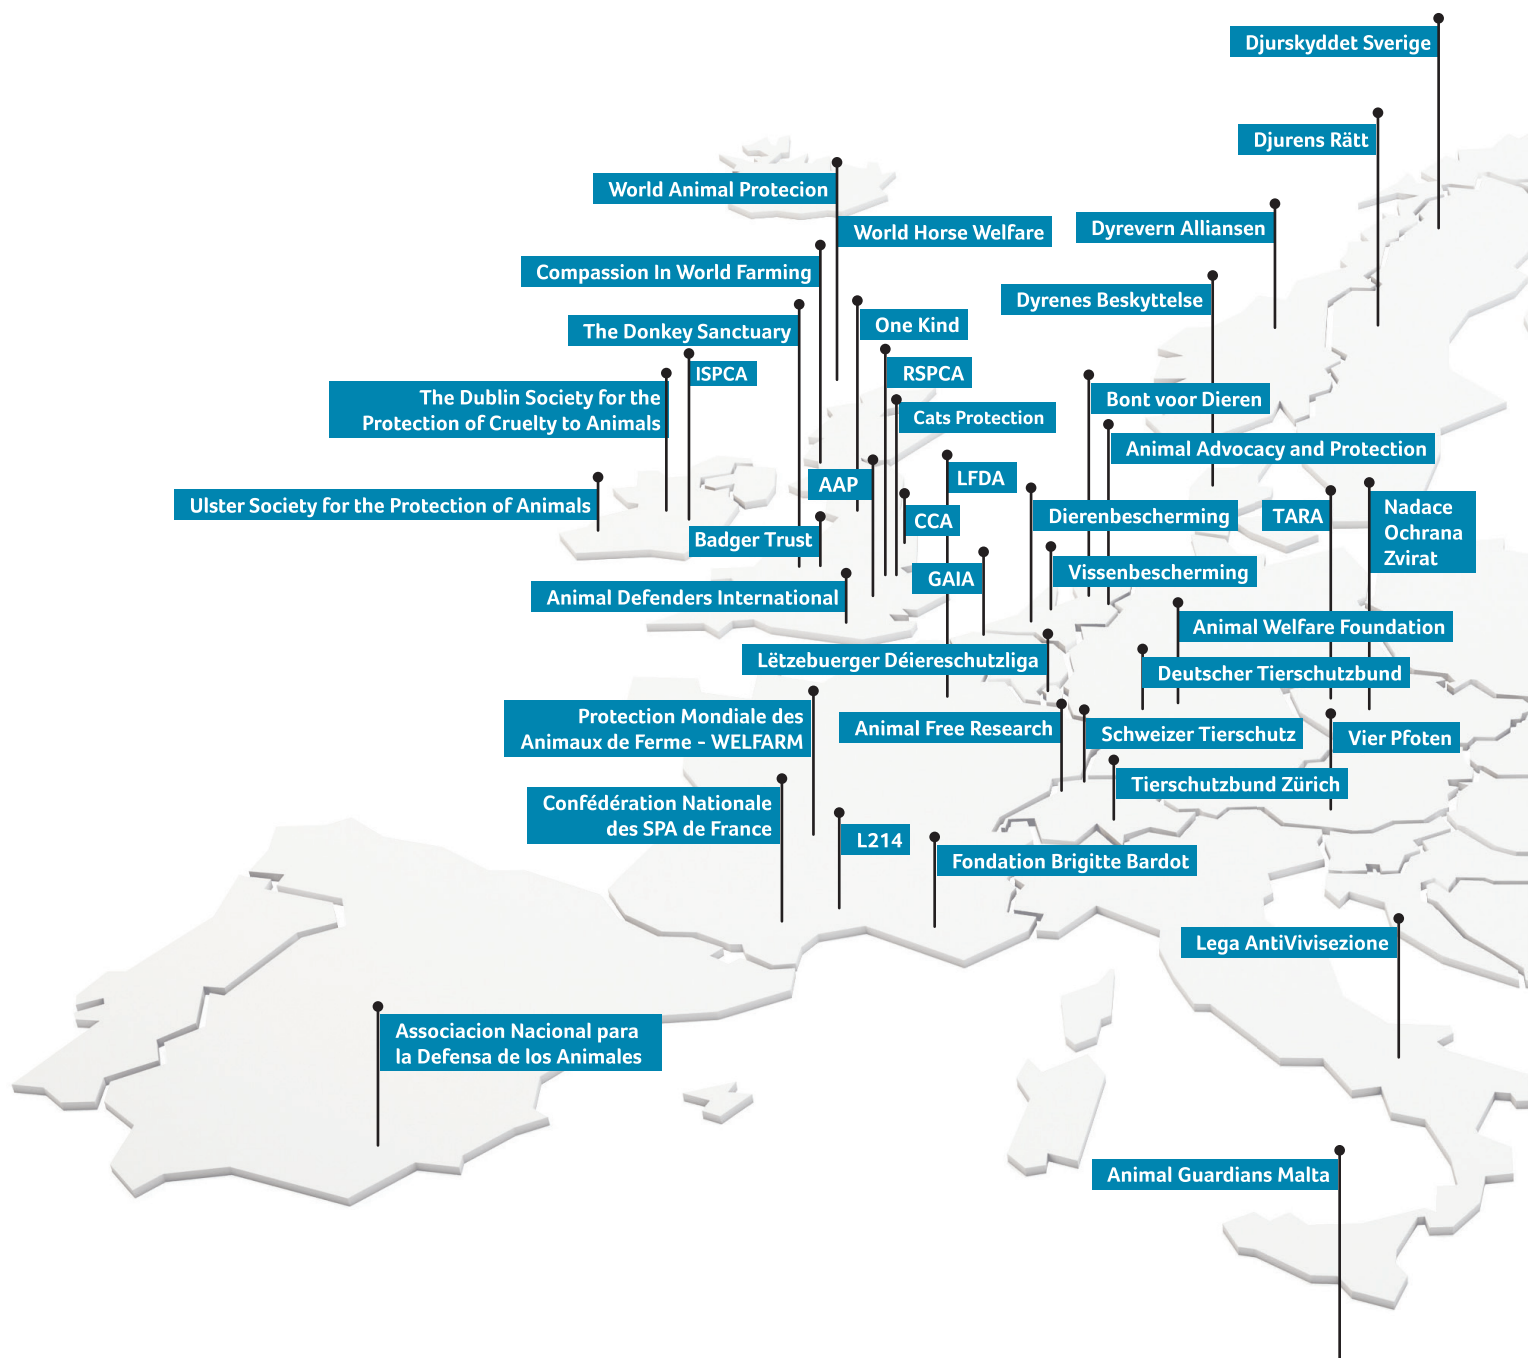 Djurskyddet Sverige
Djurens Rätt
World Animal Protecion
Dyrevern Alliansen
World Horse Welfare
Compassion In World Farming
Dyrenes Beskyttelse
The Donkey Sanctuary
One Kind
ISPCA
RSPCA
The Dublin Society for the
Protection of Cruelty to Animals
Bont voor Dieren
Cats Protection
Animal Advocacy and Protection
AAP
LFDA
Ulster Society for the Protection of Animals
CCA
Dierenbescherming
TARA
Nadace
Ochrana
Zvirat
Badger Trust
GAIA
Vissenbescherming
Animal Defenders International
Animal Welfare Foundation
Lëtzebuerger Déiereschutzliga
Deutscher Tierschutzbund
Protection Mondiale des
Animaux de Ferme - WELFARM
Animal Free Research
Schweizer Tierschutz
Vier Pfoten
Tierschutzbund Zürich
Confédération Nationale
des SPA de France
L214
Fondation Brigitte Bardot
Lega AntiVivisezione
Associacion Nacional para
la Defensa de los Animales
Animal Guardians Malta